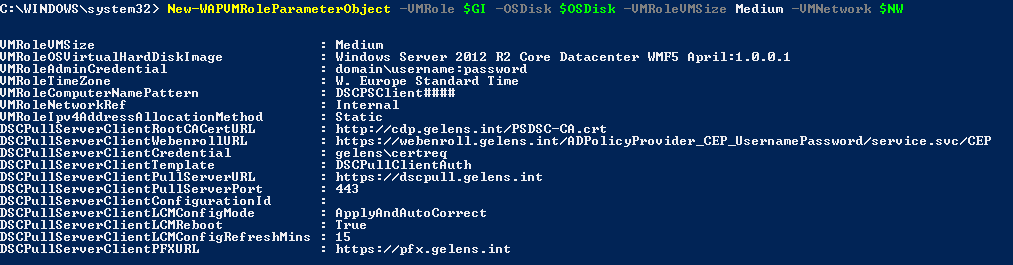 C:\WINDOWS\system32> New-WAPVMRoleParameterObject -VMRole $GI -OSDisk $OSDisk -VMRoleVMSize Medium -VMNetwork $NW
VMRoleVMSize : Medium
VMRoleOSVirtualHardDiskImage : Windows Server 2012 R2 Core Datacenter WMF5 April:1.0.0.1
VMRoleAdminCredential : domain\username:password
VMRoleTimeZone : W. Europe Standard Time
VMRoleComputerNamePattern : DSCPSClient####
VMRoleNetworkRef : Internal
VMRoleIpv4AddressAllocationMethod : Static
DSCPullServerClientRootCACertURL : http://cdp.gelens.int/PSDSC-CA.crt
DSCPullServerClientWebenrollURL : https://webenroll.gelens.int/ADPolicyProvider_CEP_UsernamePassword/service.svc/CEP
DSCPullServerClientCredential : gelens\certreq
DSCPullServerClientTemplate : DSCPullClientAuth
DSCPullServerClientPullServerURL : https://dscpull.gelens.int
DSCPullServerClientPullServerPort : 443
DSCPullServerClientConfigurationId :
DSCPullServerClientLCMConfigMode : ApplyAndAutoCorrect
DSCPullServerClientLCMReboot : True
DSCPullServerClientLCMConfigRefreshMins : 15
DSCPullServerClientPFXURL : https://pfx.gelens.int